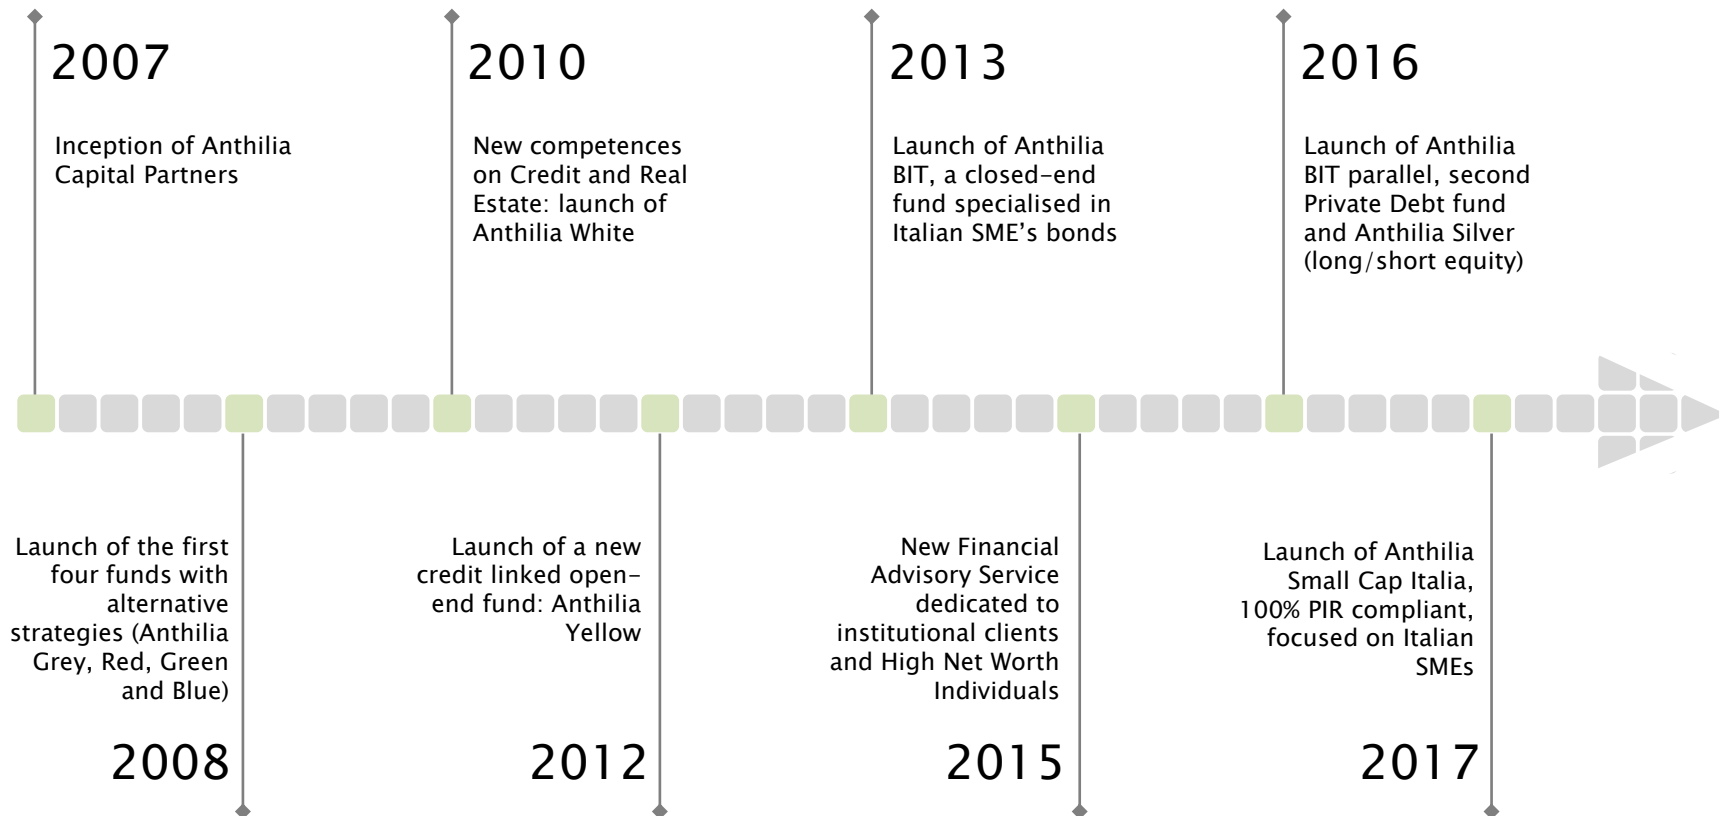 2007
Inception of Anthilia
Capital Partners
2010
New competences
on Credit and Real
Estate: launch of
Anthilia White
2013
Launch of Anthilia
BIT, a closed-end
fund specialised in
Italian SME's bonds
2016
Launch of Anthilia
BIT parallel, second
Private Debt fund
and Anthilia Silver
(long/short equity)
Launch of the first
four funds with
alternative
strategies (Anthilia
Grey, Red, Green
and Blue)
2008
Launch of a new
credit linked open-
end fund: Anthilia
Yellow
2012
New Financial
Advisory Service
dedicated to
institutional clients
and High Net Worth
Individuals
2015
Launch of Anthilia
Small Cap Italia,
100% PIR compliant,
focused on Italian
SMEs
2017